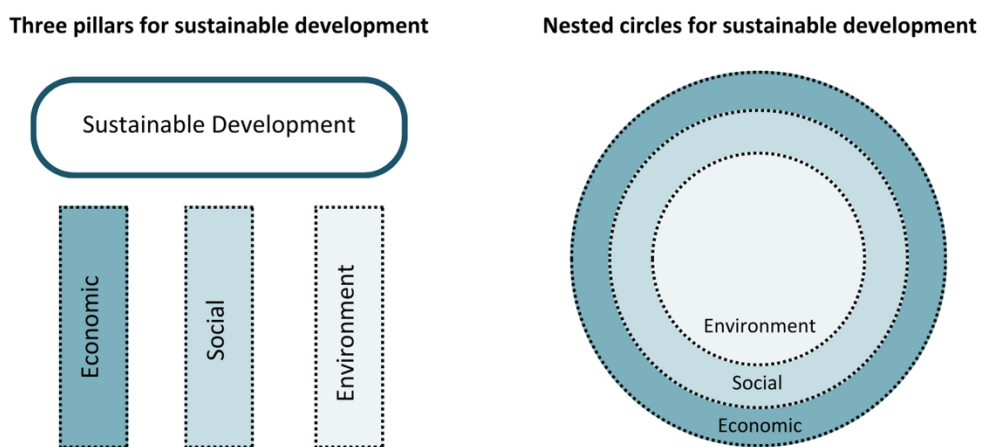 Three pillars for sustainable development
Sustainable Development
Economic
Social
Environment
Nested circles for sustainable development
Environment
Social
Economic